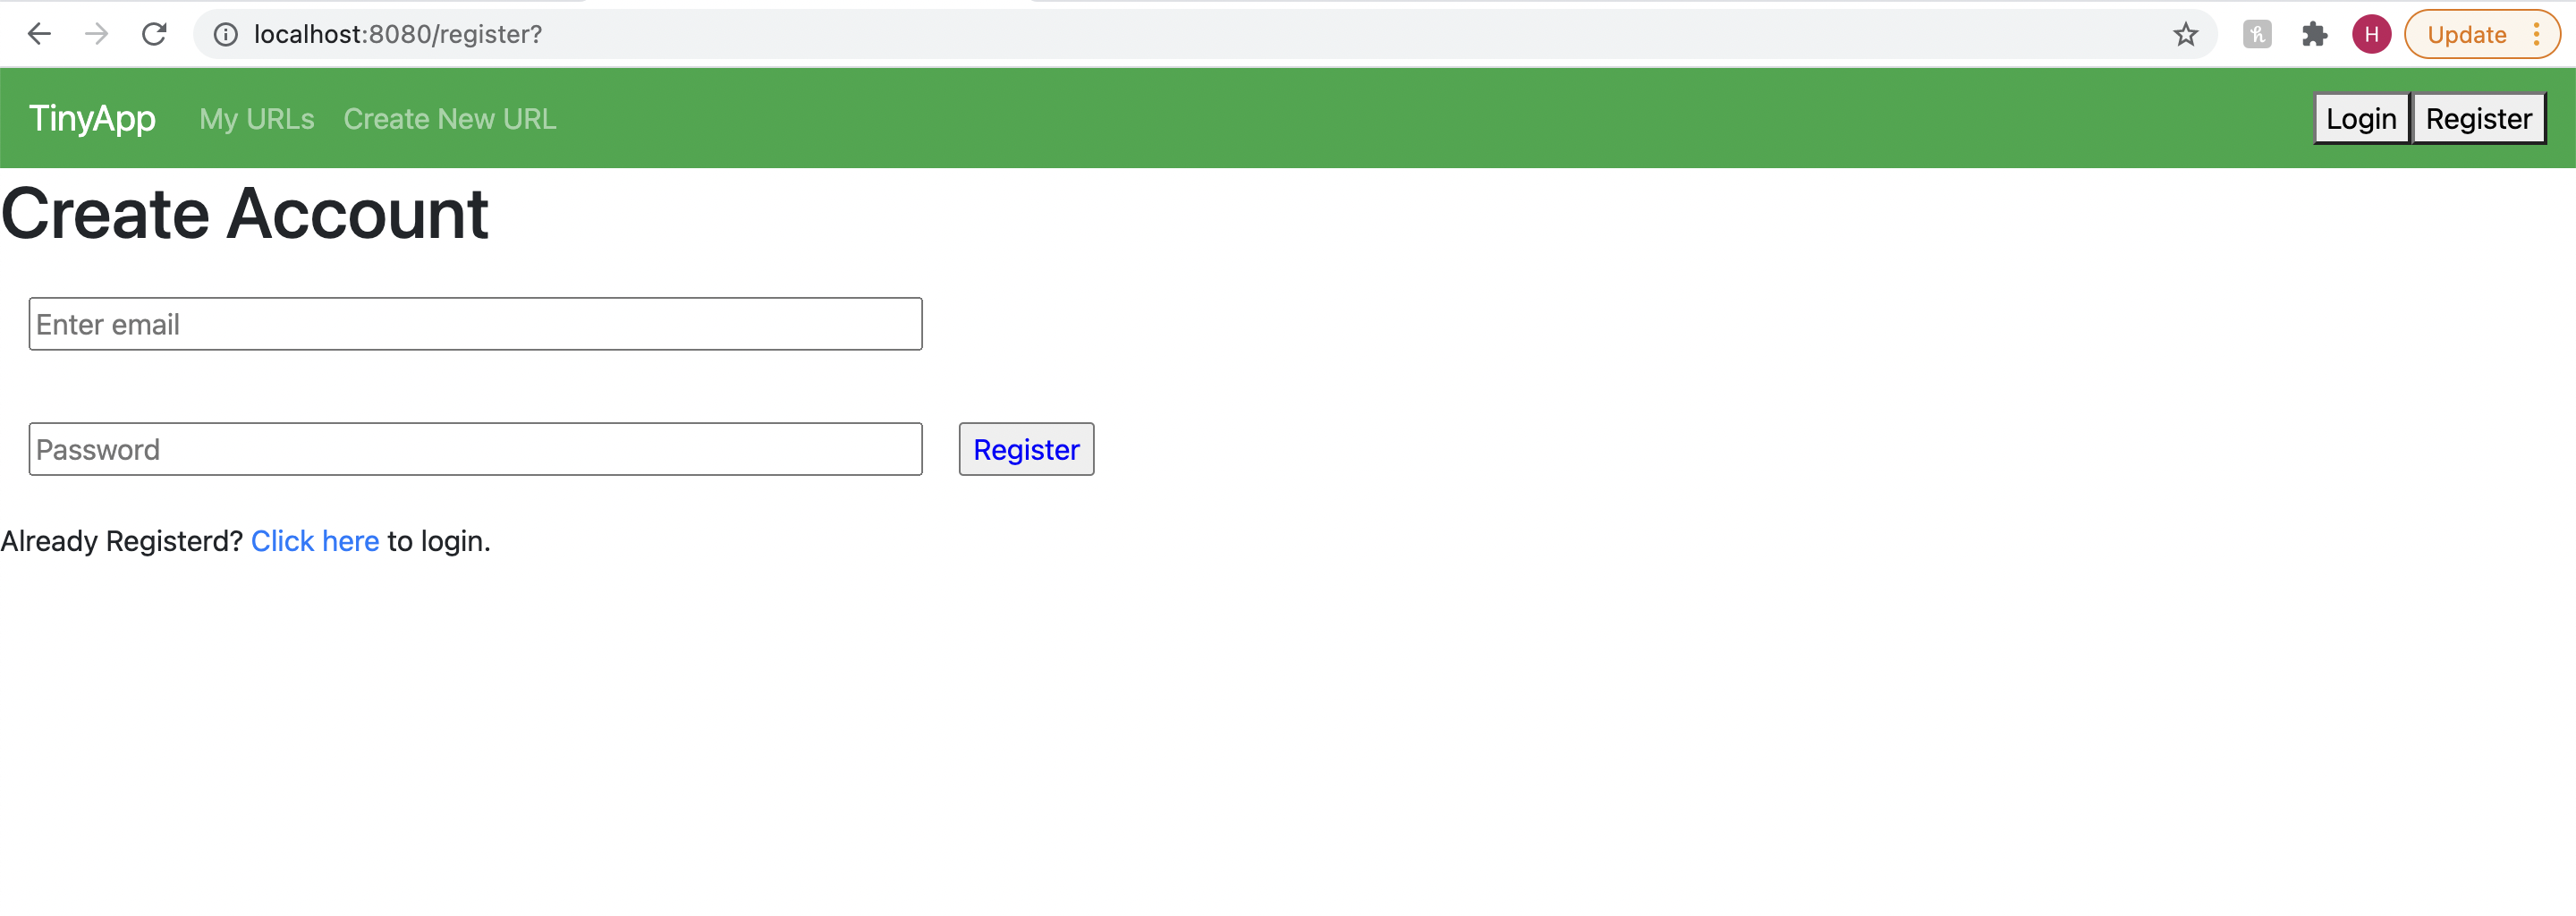 localhost:8080/register?
H
Update
TinyApp My URLs Create New URL Login Register
Create Account
Enter email
Password Register
Already Registerd? Click here to login.